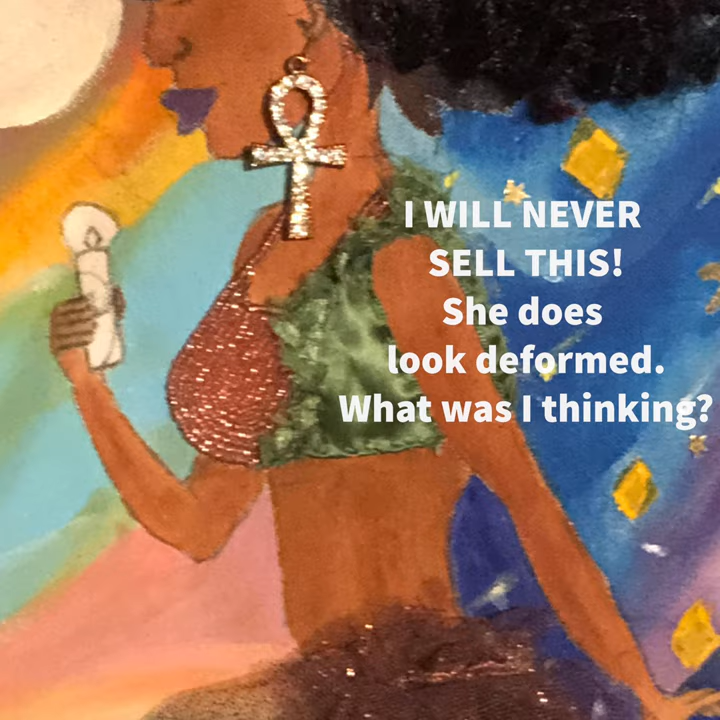 I WILL NEVER
SELL THIS!
She does
look deformed.
What was I thinking?